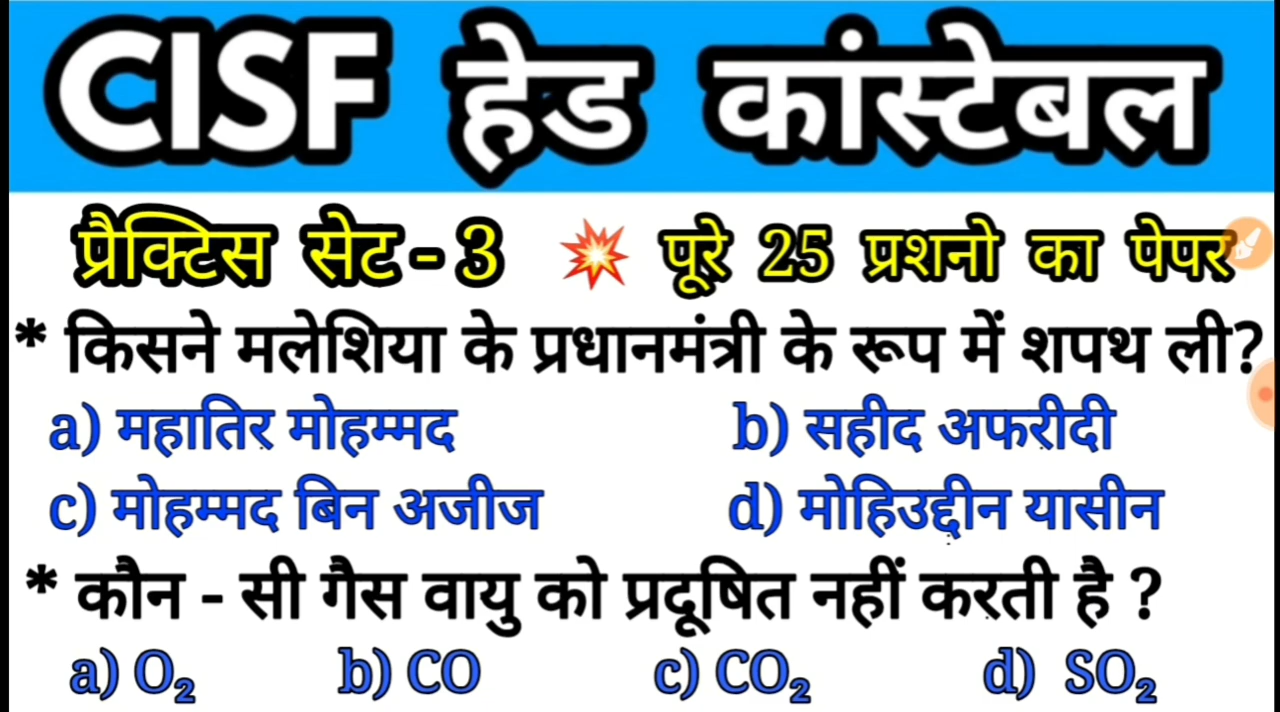 CISF हेड कांस्टेबल
प्रैक्टिस सेट - 3 💥 पूरे 25 प्रशनो का पेपर
* किसने मलेशिया के प्रधानमंत्री के रूप में शपथ ली?
a) महातिर मोहम्मद b) सहीद अफरीदी
c) मोहम्मद बिन अजीज d) मोहिउद्दीन यासीन
* कौन - सी गैस वायु को प्रदूषित नहीं करती है ?
a) O₂ b) CO c) CO₂ d) SO₂